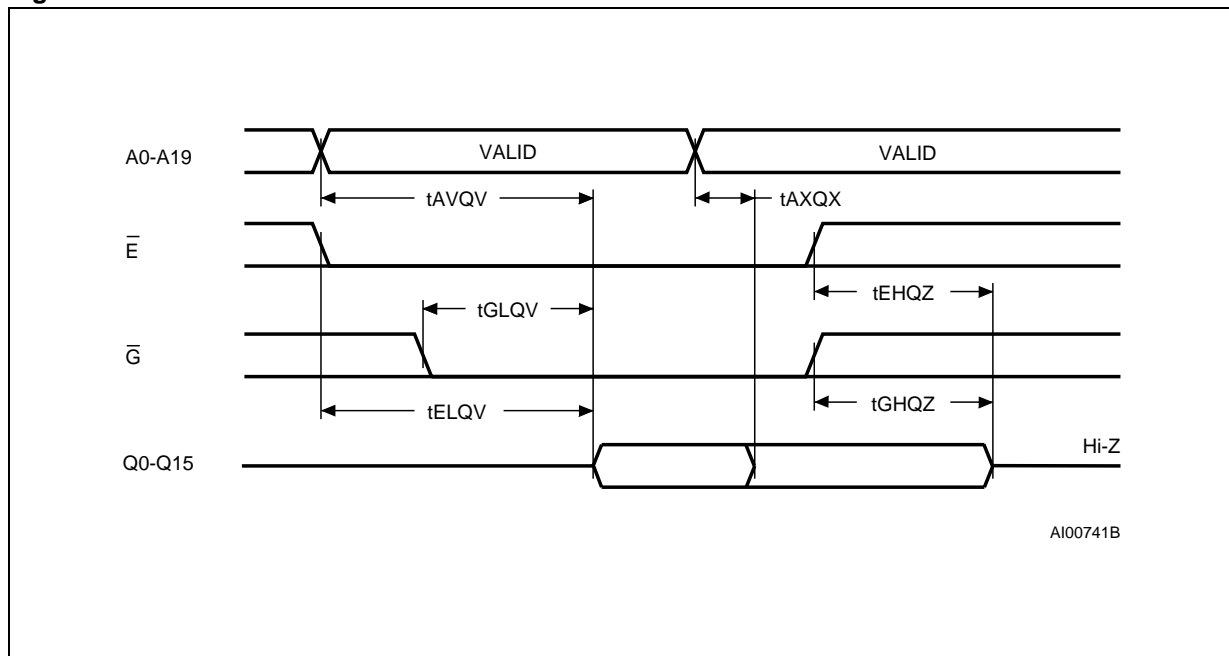 A0-A19
VALID
VALID
tAVQV
tAXQX
E̅
tEHQZ
tGLQV
G̅
tGHQZ
tELQV
Hi-Z
Q0-Q15
AI00741B